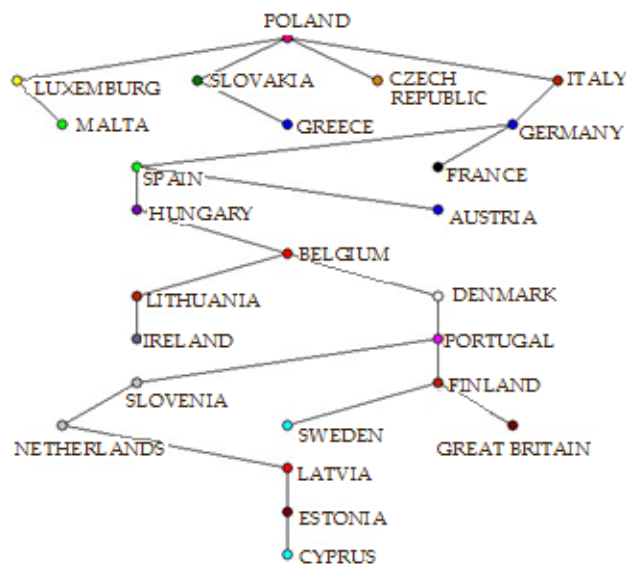 POLAND
LUXEMBURG
SLOVAKIA
CZECH
REPUBLIC
ITALY
MALTA
GREECE
GERMANY
SPAIN
FRANCE
HUNGARY
AUSTRIA
BELGIUM
LITHUANIA
DENMARK
IRELAND
PORTUGAL
SLOVENIA
FINLAND
NETHERLANDS
SWEDEN
GREAT BRITAIN
LATVIA
ESTONIA
CYPRUS